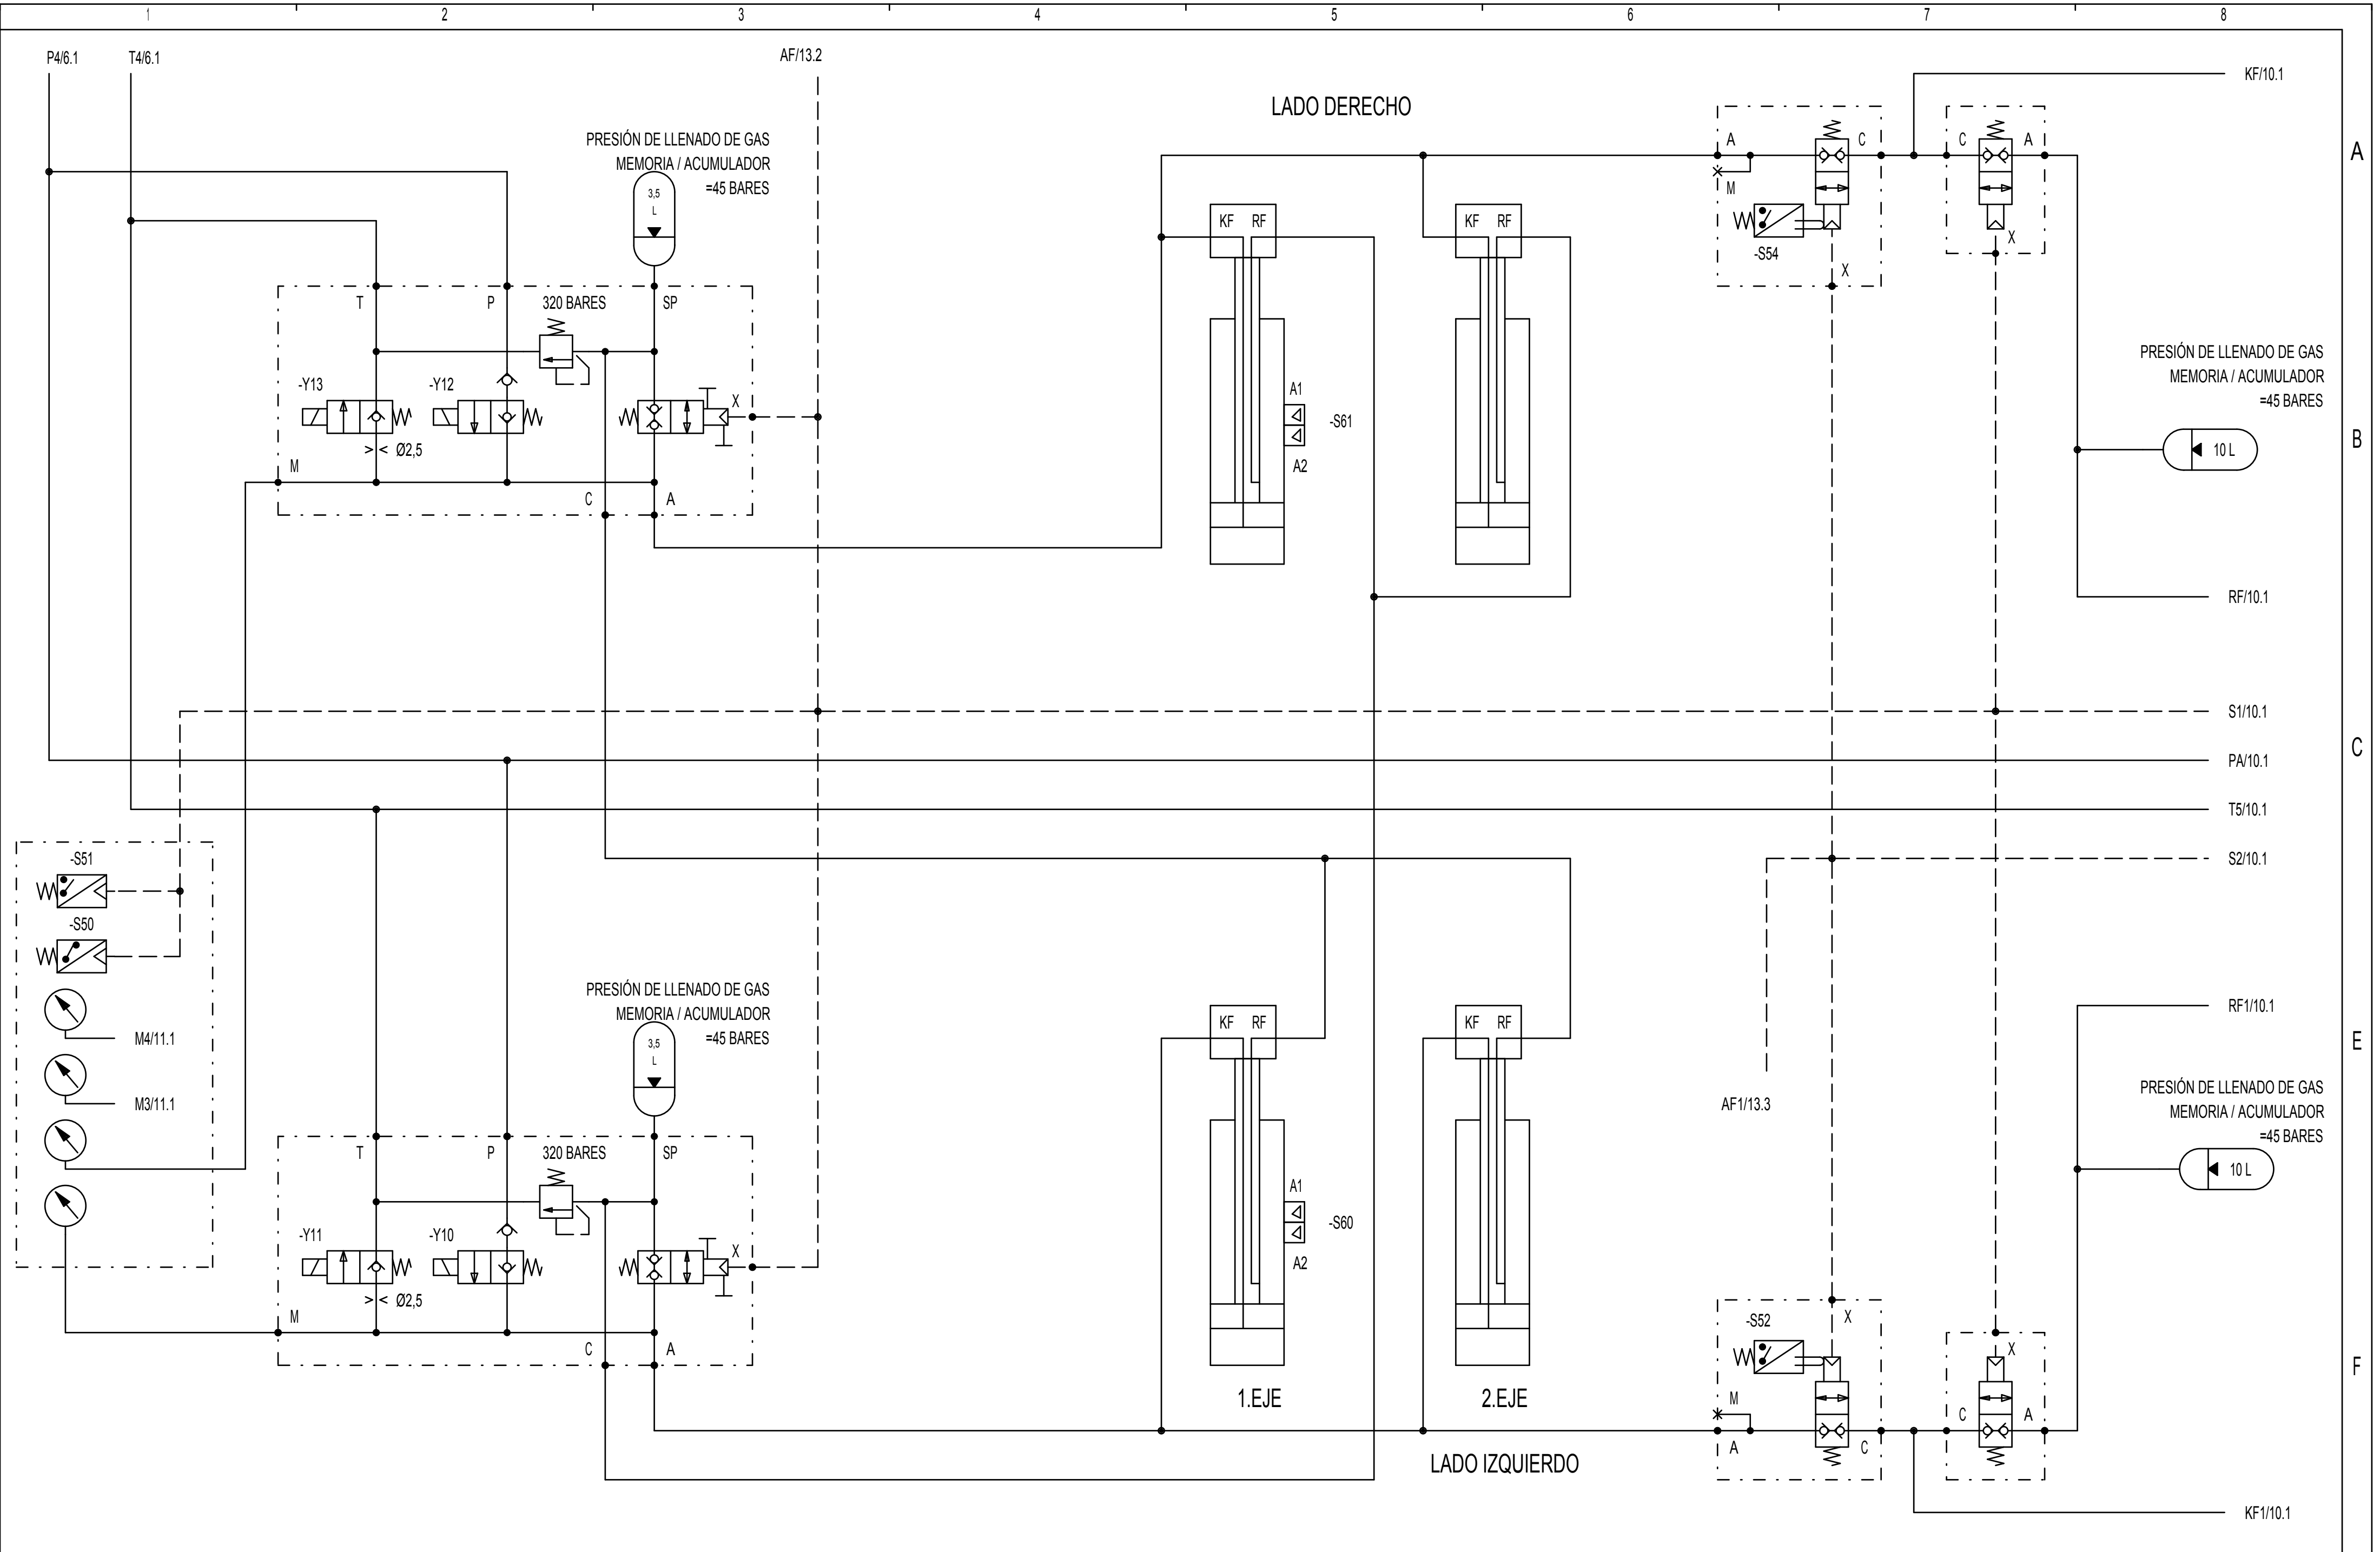 1 2 3 4 5 6 7 8
P4/6.1 T4/6.1 AF/13.2
KF/10.1
LADO DERECHO
PRESIÓN DE LLENADO DE GAS
MEMORIA / ACUMULADOR
=45 BARES
3,5
L
A C C A
M
-S54
X
X
A
KF RF KF RF
T P 320 BARES SP
-Y13 -Y12 X
Ø2,5
M
C A
A1
-S61
A2
PRESIÓN DE LLENADO DE GAS
MEMORIA / ACUMULADOR
=45 BARES
10 L
B
RF/10.1
S1/10.1
C
PA/10.1
T5/10.1
S2/10.1
-S51
-S50
M4/11.1
M3/11.1
PRESIÓN DE LLENADO DE GAS
MEMORIA / ACUMULADOR
=45 BARES
3,5
L
KF RF KF RF
AF1/13.3
RF1/10.1
E
PRESIÓN DE LLENADO DE GAS
MEMORIA / ACUMULADOR
=45 BARES
10 L
T P 320 BARES SP
-Y11 -Y10 X
Ø2,5
M
C A
A1
-S60
A2
1.EJE 2.EJE
LADO IZQUIERDO
X
-S52
X
M
C A
A C
F
KF1/10.1